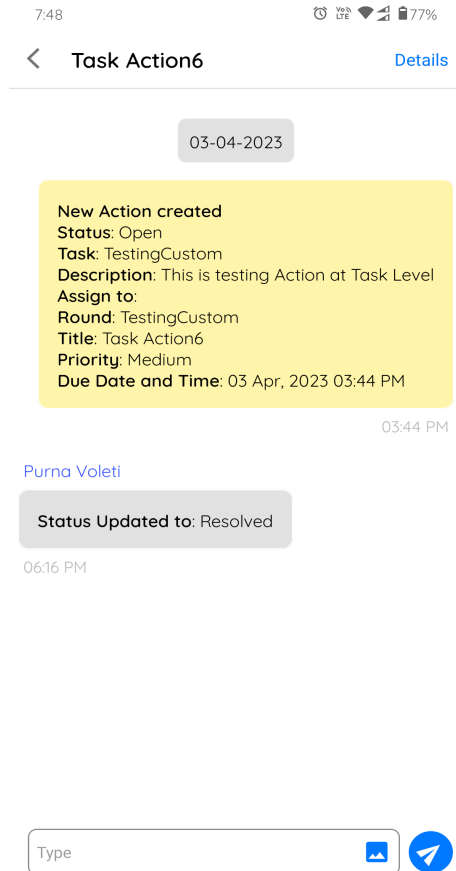 7:48
Vo LTE
77%
Task Action6
Details
03-04-2023
New Action created
Status: Open
Task: TestingCustom
Description: This is testing Action at Task Level
Assign to:
Round: TestingCustom
Title: Task Action6
Priority: Medium
Due Date and Time: 03 Apr, 2023 03:44 PM
03:44 PM
Purna Voleti
Status Updated to: Resolved
06:16 PM
Type